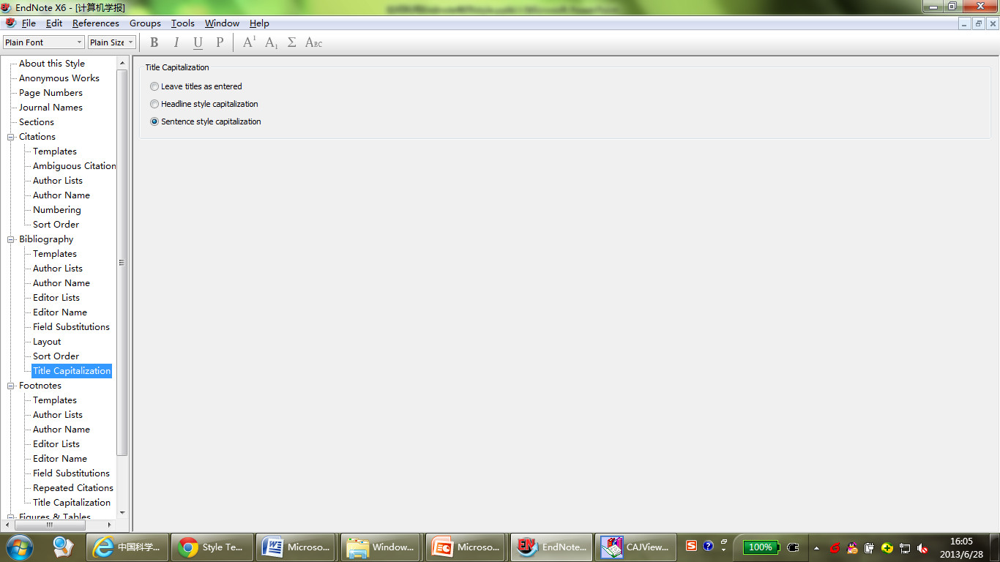 EndNote X6 - [计算机学报]
File Edit References Groups Tools Window Help
Plain Font Plain Size B I U P A1 A1 Σ ABC
About this Style
Anonymous Works
Page Numbers
Journal Names
Sections
Citations
Templates
Ambiguous Citation
Author Lists
Author Name
Numbering
Sort Order
Bibliography
Templates
Author Lists
Author Name
Editor Lists
Editor Name
Field Substitutions
Layout
Sort Order
Title Capitalization
Footnotes
Templates
Author Lists
Author Name
Editor Lists
Editor Name
Field Substitutions
Repeated Citations
Title Capitalization
Figures & Tables
Title Capitalization
Leave titles as entered
Headline style capitalization
Sentence style capitalization
中国科学... Style Te... Microso... Window... Microso... EndNote... CAJView... 100% 16:05
2013/6/28